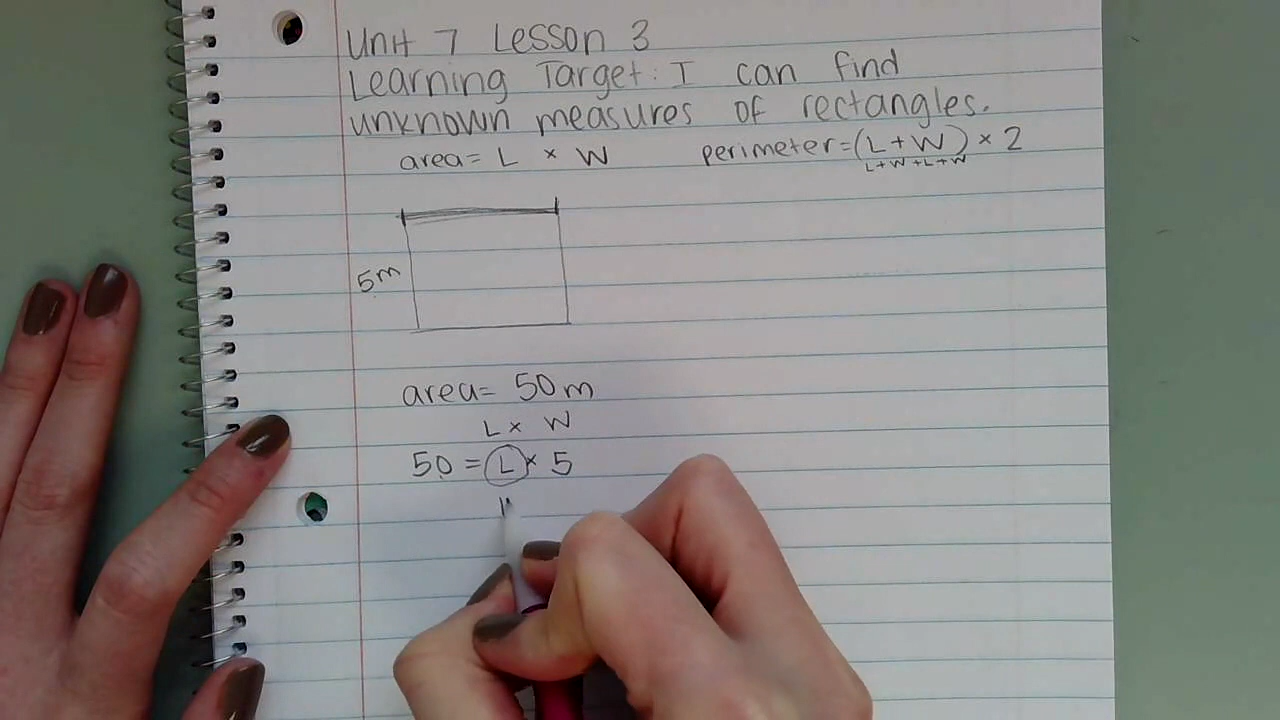 Unit 7 Lesson 3
Learning Target: I can find
unknown measures of rectangles.
area = L × W perimeter = (L + W) × 2
L + W + L + W
5m
area = 50m
L × W
50 = L × 5